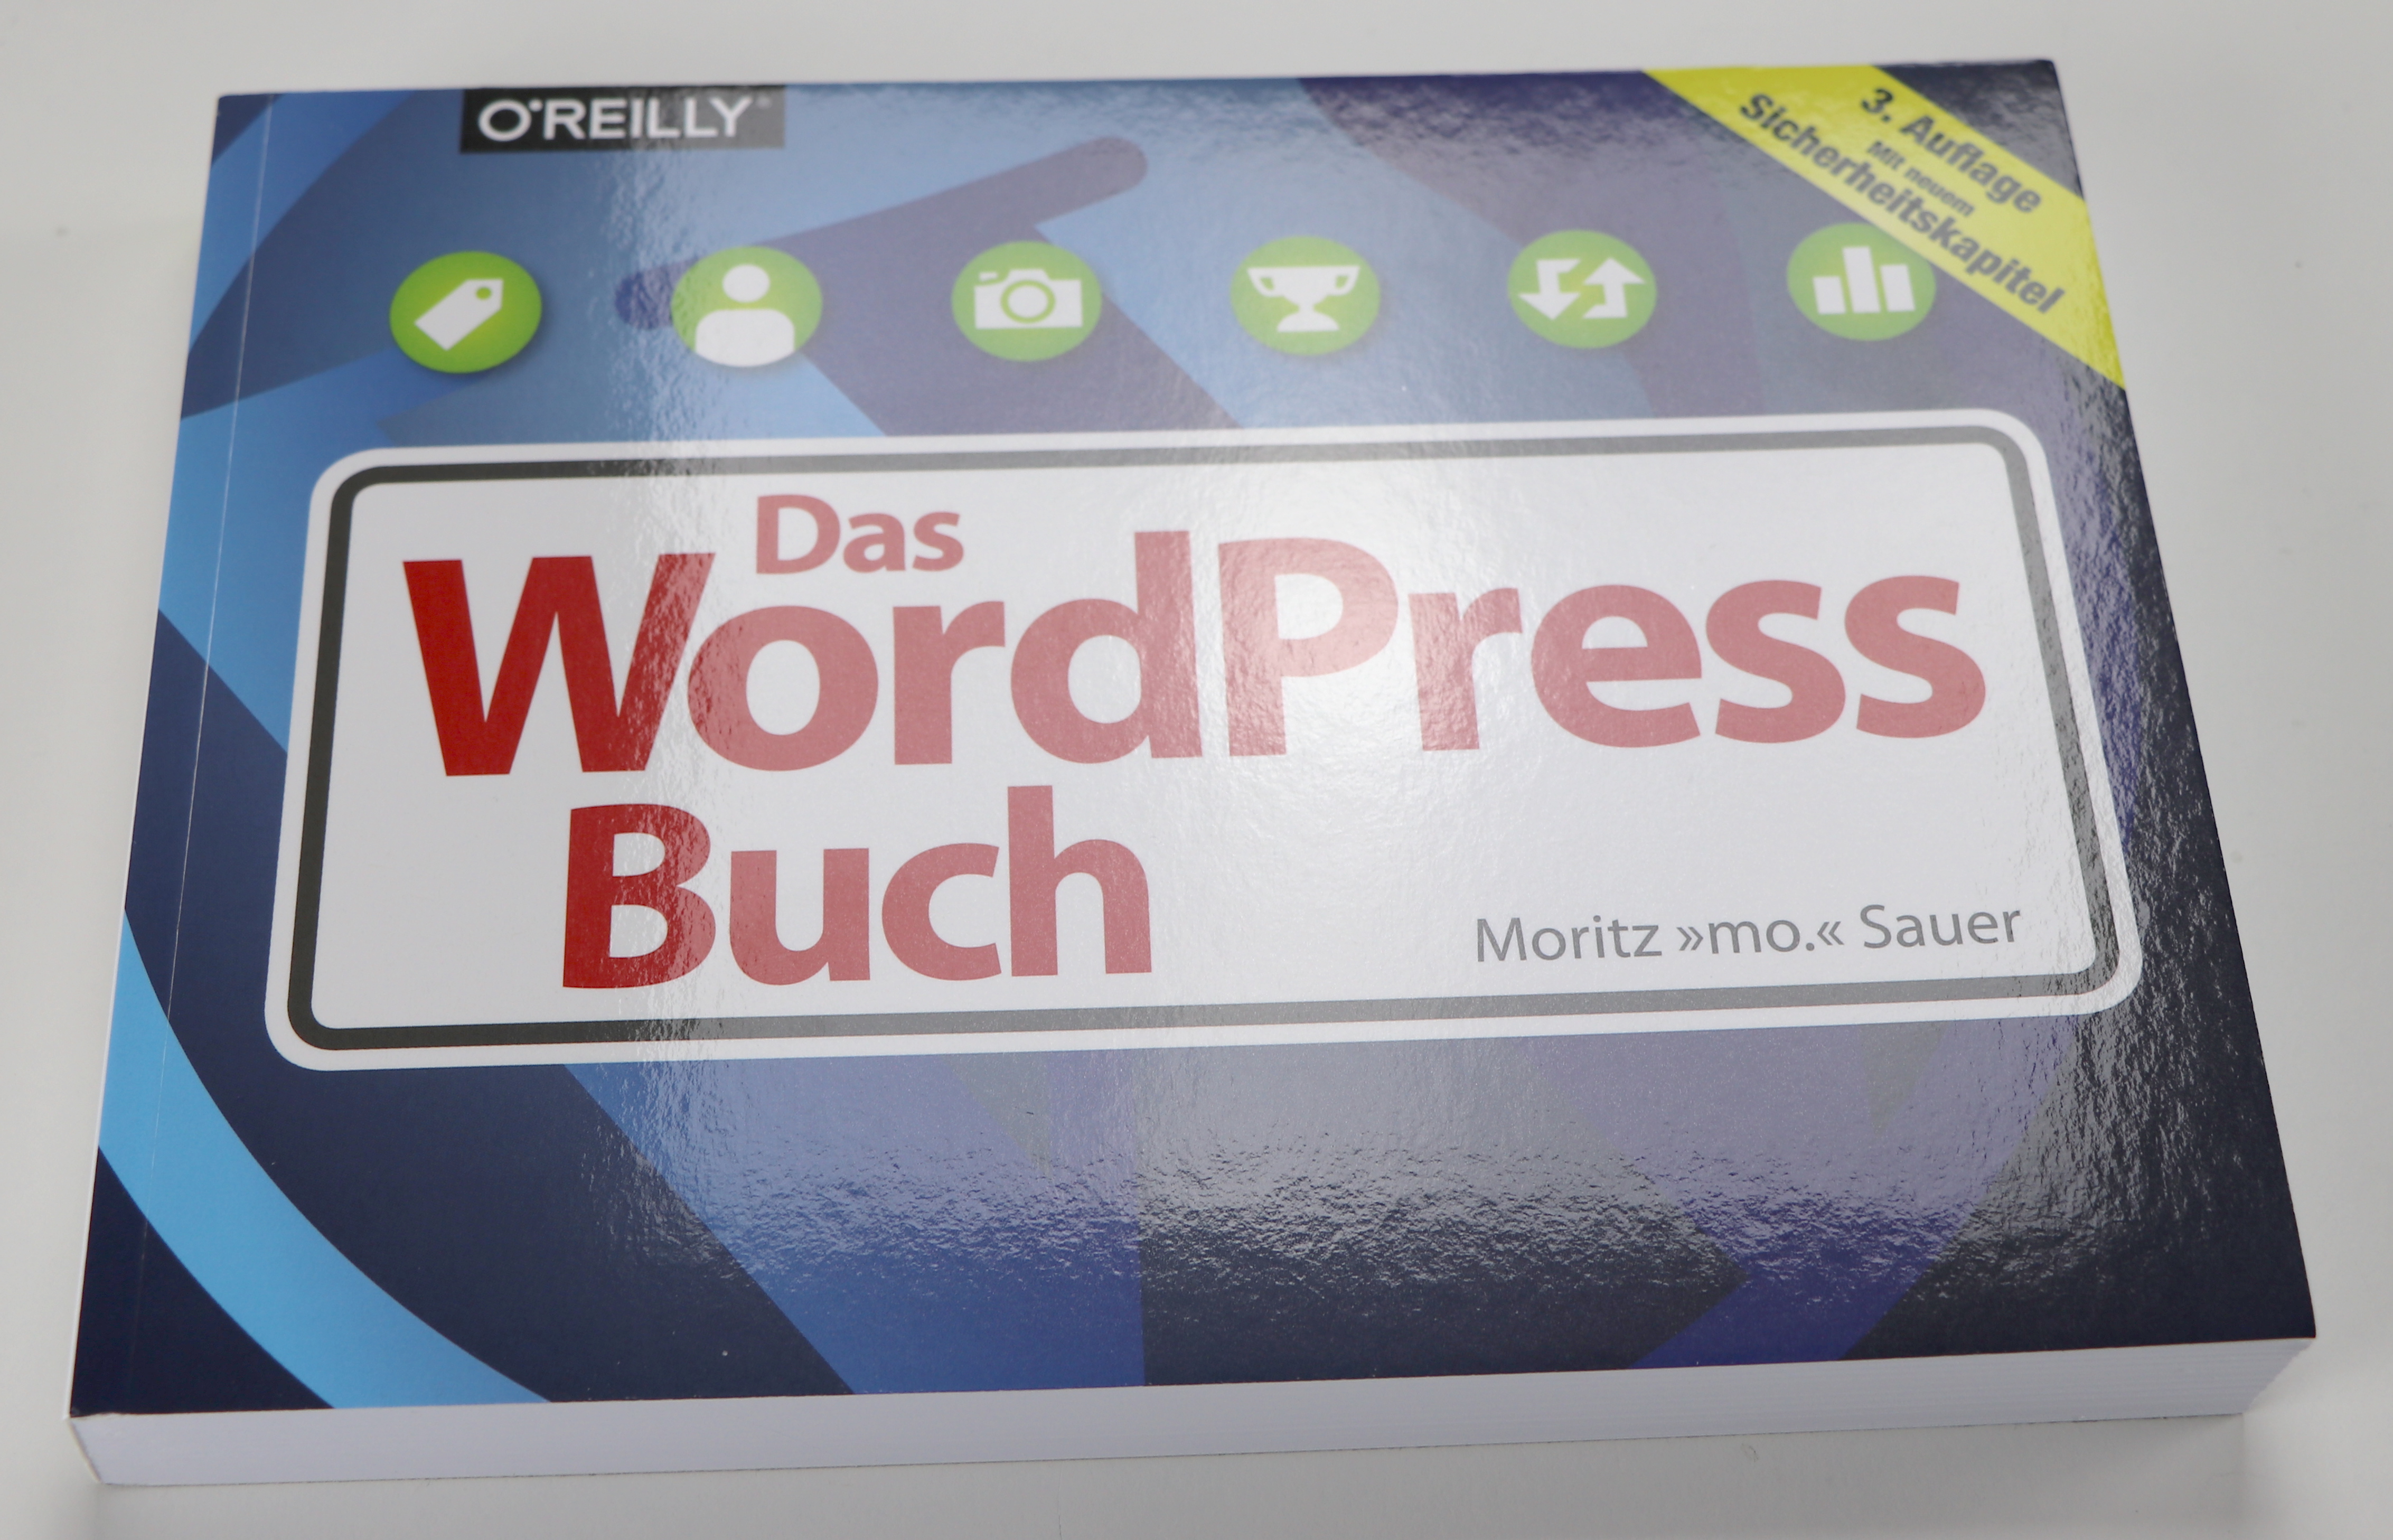 O'REILLY®
3. Auflage
Mit neuem
Sicherheitskapitel
Das
WordPress
Buch
Moritz »mo.« Sauer